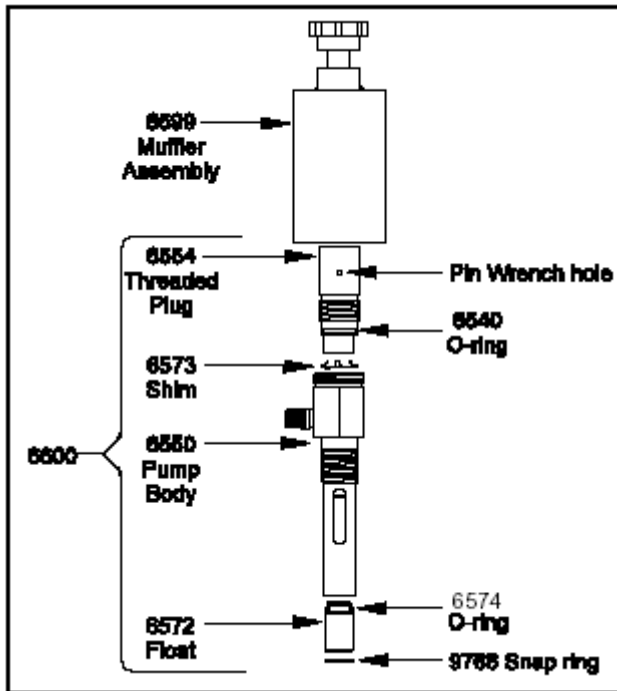 6599
Muffler
Assembly
6554
Threaded
Plug
Pin Wrench hole
6540
O-ring
6573
Shim
6550
Pump
Body
6600
6574
O-ring
6572
Float
9766 Snap ring